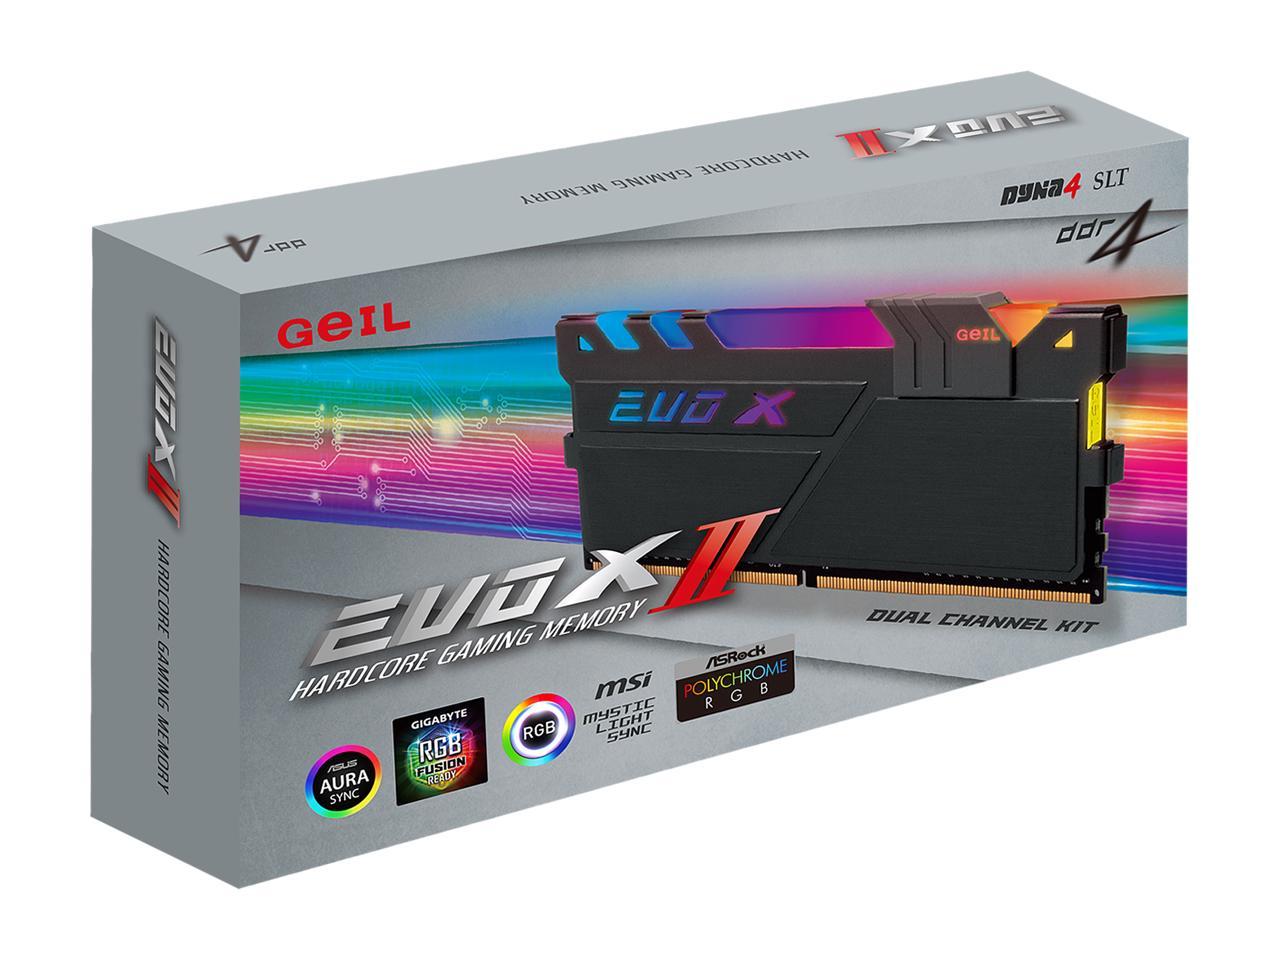 EVO X II
HARDCORE GAMING MEMORY
ddr4
DYNA4 SLT
ddr4
GeIL
GeIL
EVO X
GeIL
EVO X II
HARDCORE GAMING MEMORY
DUAL CHANNEL KIT
ASUS
AURA
SYNC
GIGABYTE
RGB
FUSION
READY
RGB
msi
MYSTIC
LIGHT
SYNC
ASRock
POLYCHROME
RGB
EVO X II
HARDCORE GAMING MEMORY